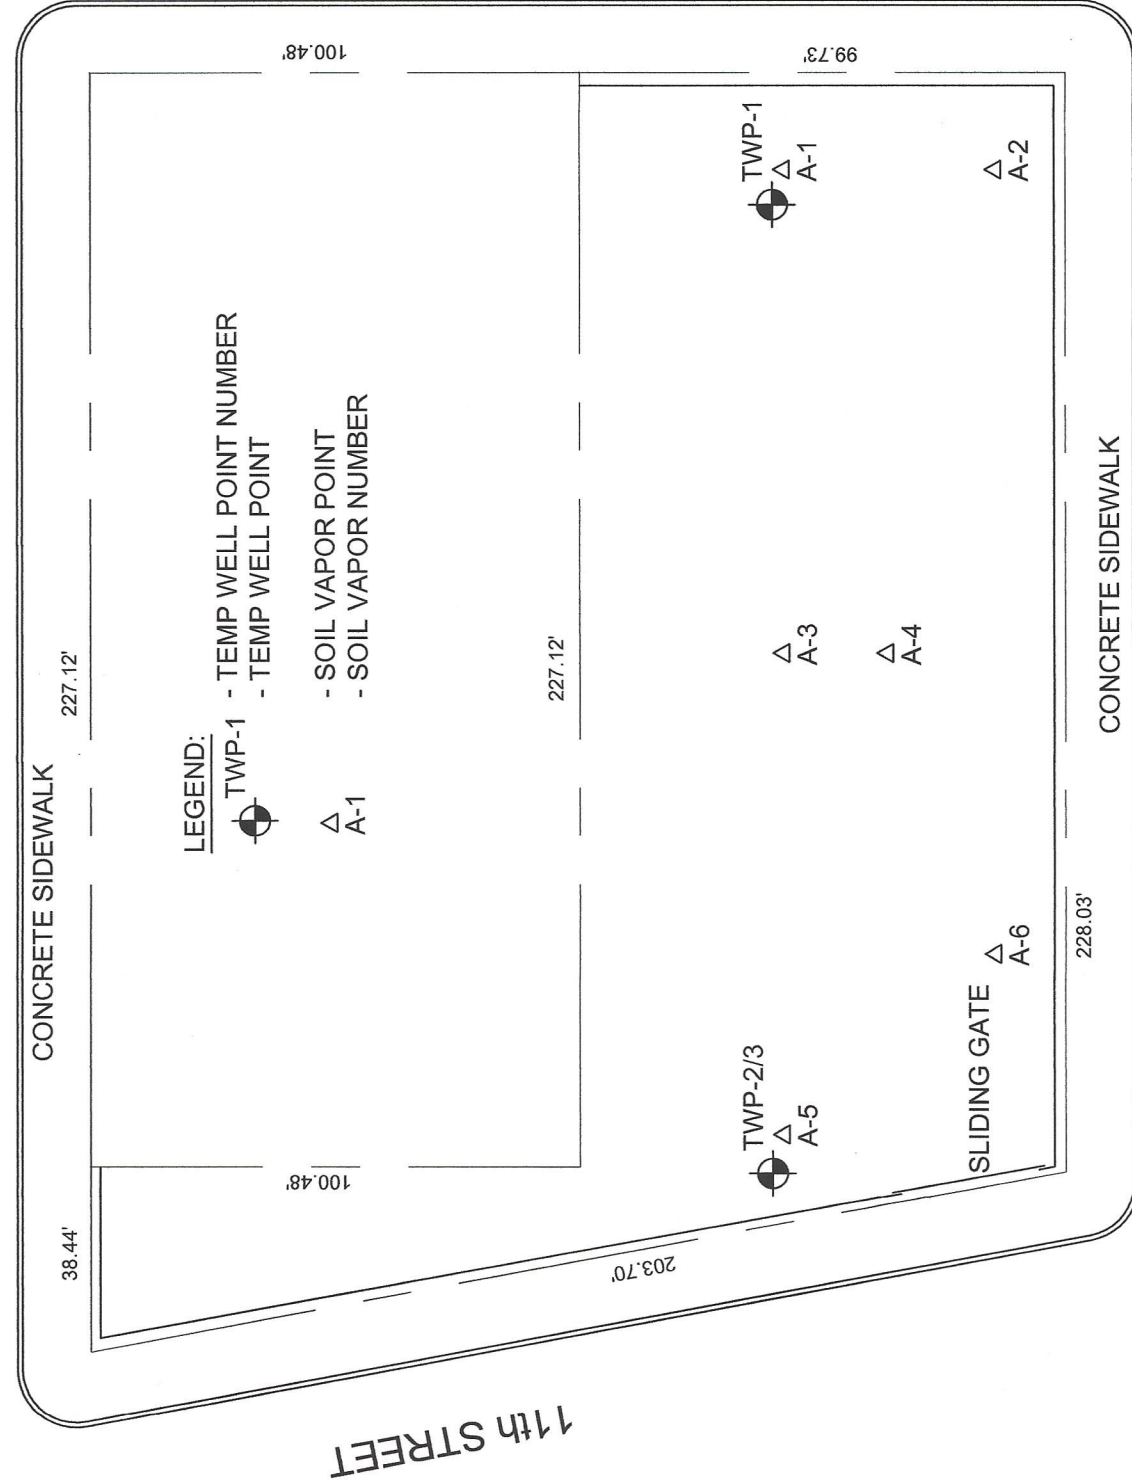 CONCRETE SIDEWALK
227.12'
38.44'
100.48'
99.73'
LEGEND:
TWP-1 - TEMP WELL POINT NUMBER
- TEMP WELL POINT
- SOIL VAPOR POINT
A-1 - SOIL VAPOR NUMBER
100.48'
227.12'
203.70'
TWP-1
A-1
A-2
A-3
A-4
TWP-2/3
A-5
A-6
SLIDING GATE
228.03'
CONCRETE SIDEWALK
11th STREET